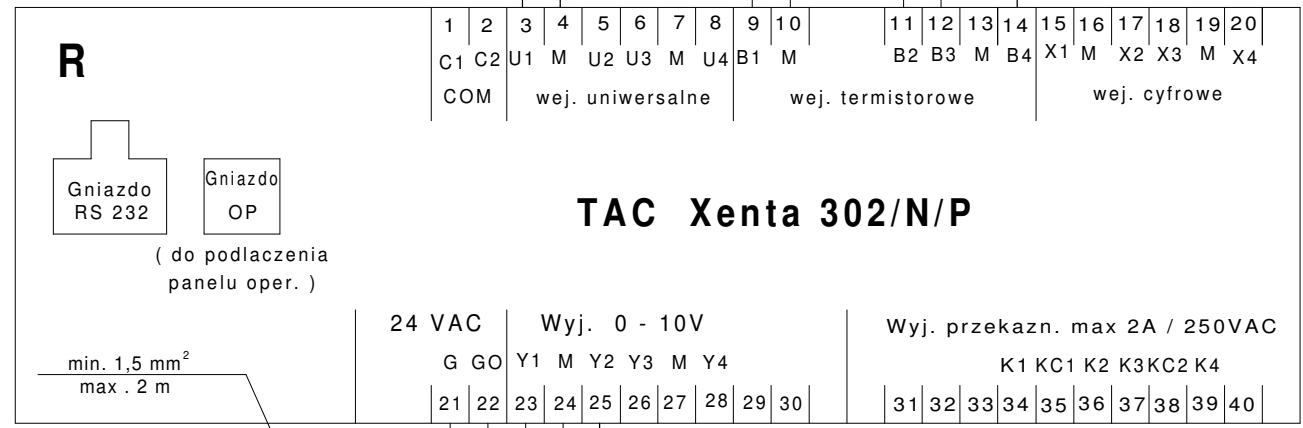 1 2 3 4 5 6 7 8 9 10 11 12 13 14 15 16 17 18 19 20
C1 C2 U1 M U2 U3 M U4 B1 M B2 B3 M B4 X1 M X2 X3 M X4
R
COM wej. uniwersalne wej. termistorowe wej. cyfrowe
Gniazdo
RS 232
Gniazdo
OP
TAC Xenta 302/N/P
( do podlaczenia
panelu oper. )
24 VAC Wyj. 0 - 10V Wyj. przekazn. max 2A / 250VAC
min. 1,5 mm²
max . 2 m
G GO Y1 M Y2 Y3 M Y4 K1 KC1 K2 K3 KC2 K4
21 22 23 24 25 26 27 28 29 30 31 32 33 34 35 36 37 38 39 40